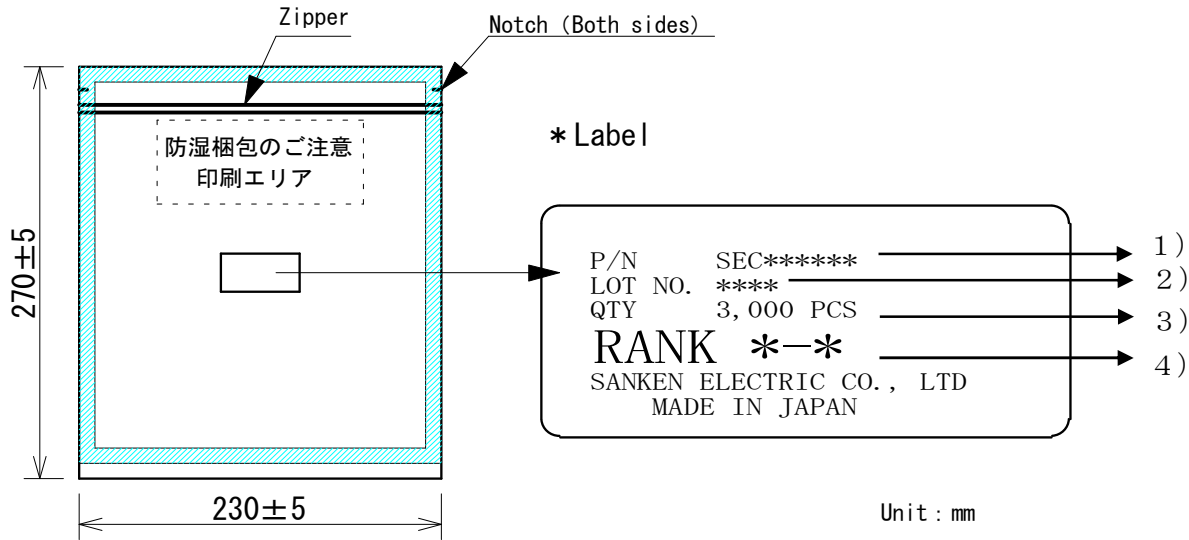 Zipper
Notch (Both sides)
防湿梱包のご注意
印刷エリア
270±5
230±5
*Label
P/N SEC****** 1)
LOT NO. **** 2)
QTY 3,000 PCS 3)
RANK *−* 4)
SANKEN ELECTRIC CO., LTD
MADE IN JAPAN
Unit：mm